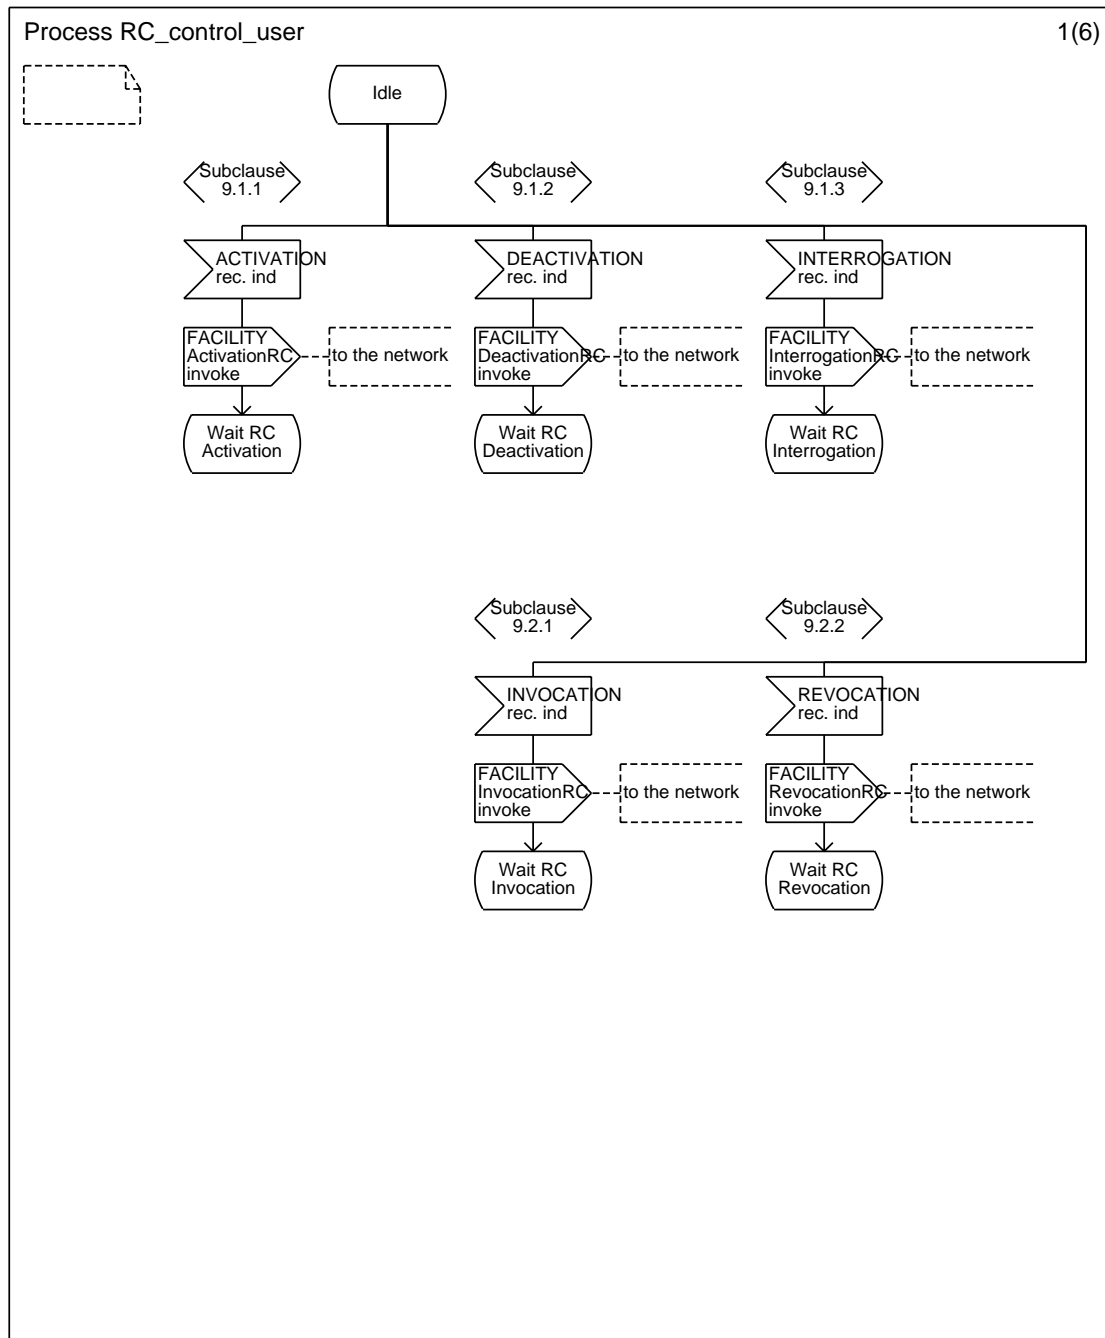 Process RC_control_user
1(6)
Idle
Subclause
9.1.1
Subclause
9.1.2
Subclause
9.1.3
ACTIVATION
rec. ind
DEACTIVATION
rec. ind
INTERROGATION
rec. ind
FACILITY
ActivationRC
invoke
to the network
FACILITY
DeactivationRC
invoke
to the network
FACILITY
InterrogationRC
invoke
to the network
Wait RC
Activation
Wait RC
Deactivation
Wait RC
Interrogation
Subclause
9.2.1
Subclause
9.2.2
INVOCATION
rec. ind
REVOCATION
rec. ind
FACILITY
InvocationRC
invoke
to the network
FACILITY
RevocationRC
invoke
to the network
Wait RC
Invocation
Wait RC
Revocation